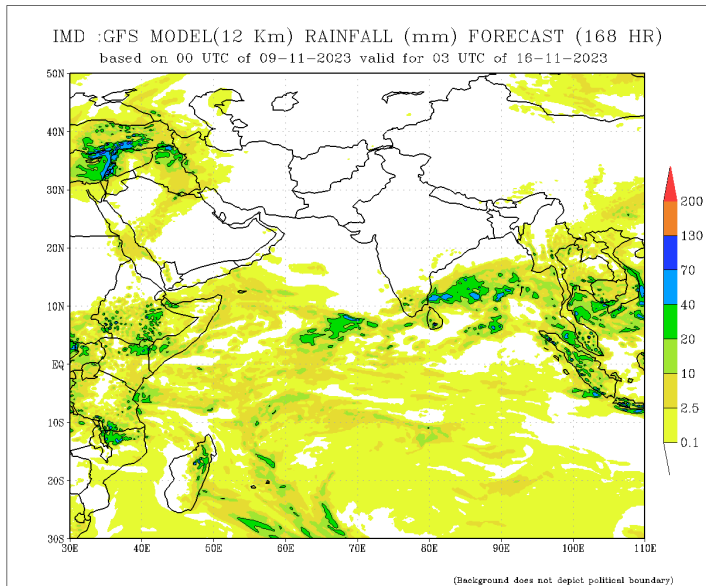 IMD :GFS MODEL(12 Km) RAINFALL (mm) FORECAST (168 HR)
based on 00 UTC of 09-11-2023 valid for 03 UTC of 16-11-2023
50N
40N
30N
20N
10N
EQ
10S
20S
30S
30E 40E 50E 60E 70E 80E 90E 100E 110E
200
130
70
40
20
10
2.5
0.1
(Background does not depict political boundary)